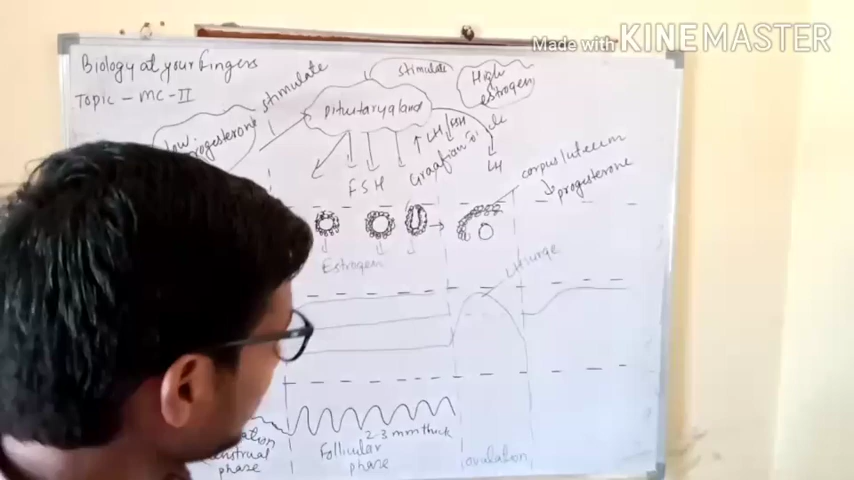 Made with KINEMASTER
Biology at your fingers
Topic - MC-II
stimulate
stimulate
High
estrogen
Pituitary gland
low
progesterone
LH/FSH
Graafian
LH
FSH
corpus luteum
progesterone
Estrogen
LH surge
2-3 mm thick
menstrual
phase
Follicular
phase
ovulation